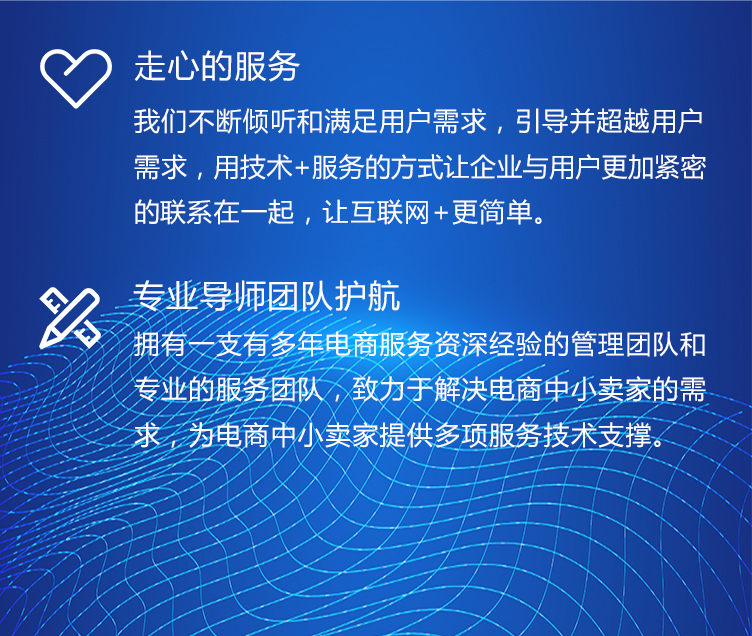 走心的服务
我们不断倾听和满足用户需求，引导并超越用户
需求，用技术+服务的方式让企业与用户更加紧密
的联系在一起，让互联网+更简单。
专业导师团队护航
拥有一支有多年电商服务资深经验的管理团队和
专业的服务团队，致力于解决电商中小卖家的需
求，为电商中小卖家提供多项服务技术支撑。